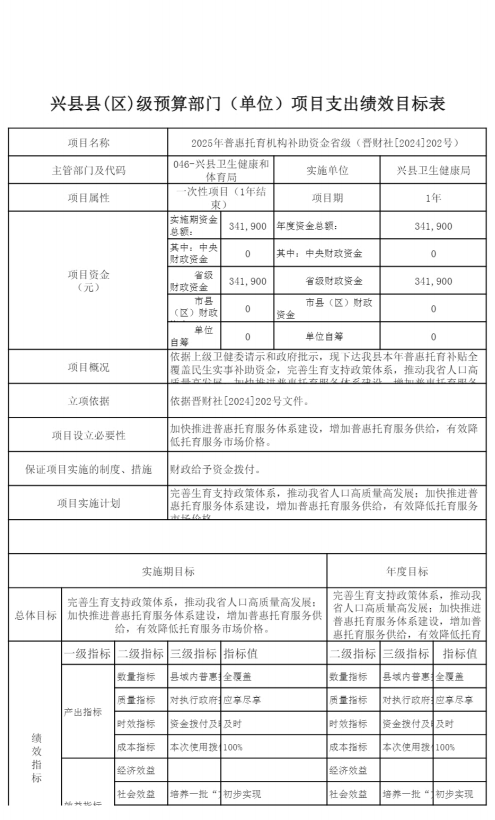 兴县县(区)级预算部门（单位）项目支出绩效目标表
项目名称 2025年普惠托育机构补助资金省级（晋财社[2024]202号）
主管部门及代码 046-兴县卫生健康和体育局 实施单位 兴县卫生健康局
项目属性 一次性项目（1年结束） 项目期 1年
项目资金（元） 实施期资金总额： 341,900 年度资金总额： 341,900
其中：中央财政资金 0 其中：中央财政资金 0
省级财政资金 341,900 省级财政资金 341,900
市县（区）财政 0 市县（区）财政资金 0
单位自筹 0 单位自筹 0
项目概况 依据上级卫健委请示和政府批示，现下达我县本年普惠托育补贴全
覆盖民生实事补助资金，完善生育支持政策体系，推动我省人口高
质量高发展，加快推进普惠托育服务体系建设，增加普惠托育服务
立项依据 依据晋财社[2024]202号文件。
项目设立必要性 加快推进普惠托育服务体系建设，增加普惠托育服务供给，有效降
低托育服务市场价格。
保证项目实施的制度、措施 财政给予资金拨付。
项目实施计划 完善生育支持政策体系，推动我省人口高质量高发展；加快推进普
惠托育服务体系建设，增加普惠托育服务供给，有效降低托育服务
市场价格
实施期目标 年度目标
总体目标 完善生育支持政策体系，推动我省人口高质量高发展；
加快推进普惠托育服务体系建设，增加普惠托育服务供
给，有效降低托育服务市场价格。
完善生育支持政策体系，推动我
省人口高质量高发展；加快推进
普惠托育服务体系建设，增加普
惠托育服务供给，有效降低托育
绩效指标
一级指标 二级指标 三级指标 指标值 二级指标 三级指标 指标值
产出指标
数量指标 县域内普惠 全覆盖 数量指标 县域内普惠 全覆盖
质量指标 对执行政府 应享尽享 质量指标 对执行政府 应享尽享
时效指标 资金拨付及 及时 时效指标 资金拨付及 及时
成本指标 本次使用拨 100% 成本指标 本次使用拨 100%
效益指标
经济效益 经济效益
社会效益 培养一批“ 初步实现 社会效益 培养一批“ 初步实现